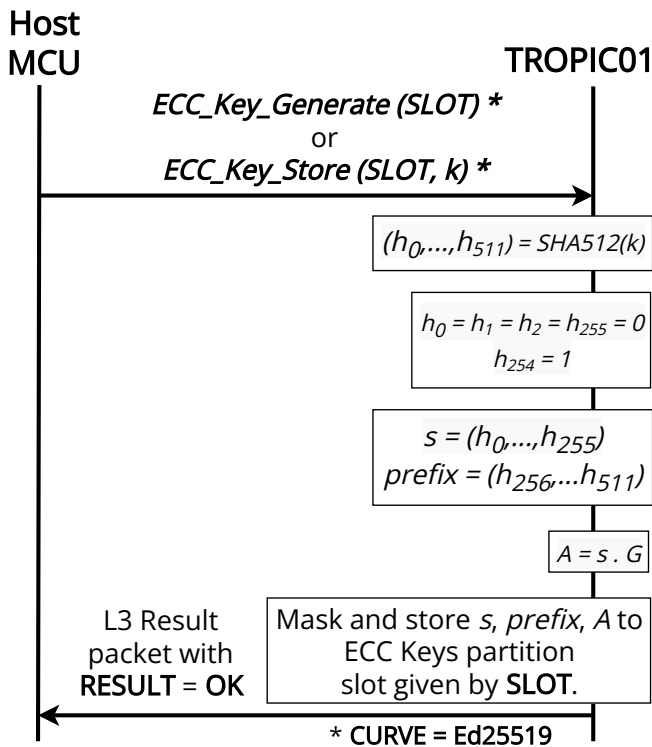 Host
MCU
TROPIC01
ECC_Key_Generate (SLOT) *
or
ECC_Key_Store (SLOT, k) *
(h0,...,h511) = SHA512(k)
h0 = h1 = h2 = h255 = 0
h254 = 1
s = (h0,...,h255)
prefix = (h256,...h511)
A = s . G
Mask and store s, prefix, A to
ECC Keys partition
slot given by SLOT.
L3 Result
packet with
RESULT = OK
* CURVE = Ed25519